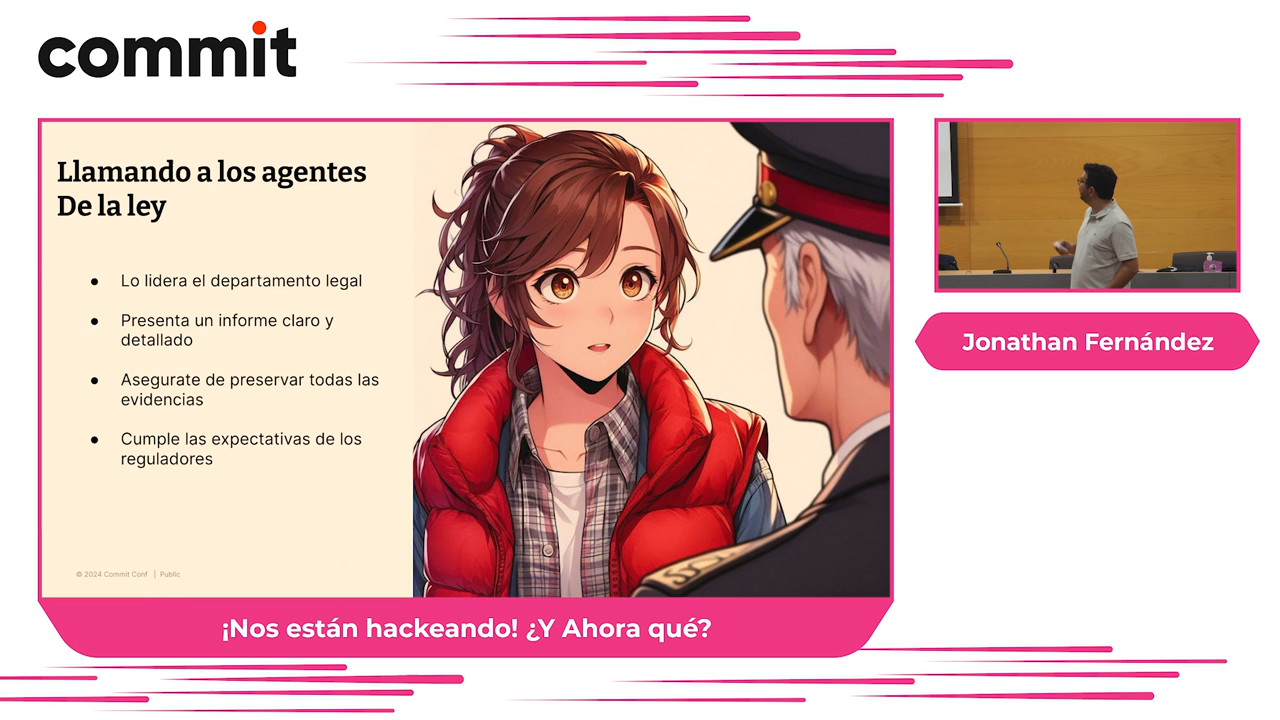 commit
Llamando a los agentes
De la ley
● Lo lidera el departamento legal
● Presenta un informe claro y
detallado
● Asegurate de preservar todas las
evidencias
● Cumple las expectativas de los
reguladores
© 2024 Commit Conf | Public
Jonathan Fernández
¡Nos están hackeando! ¿Y Ahora qué?